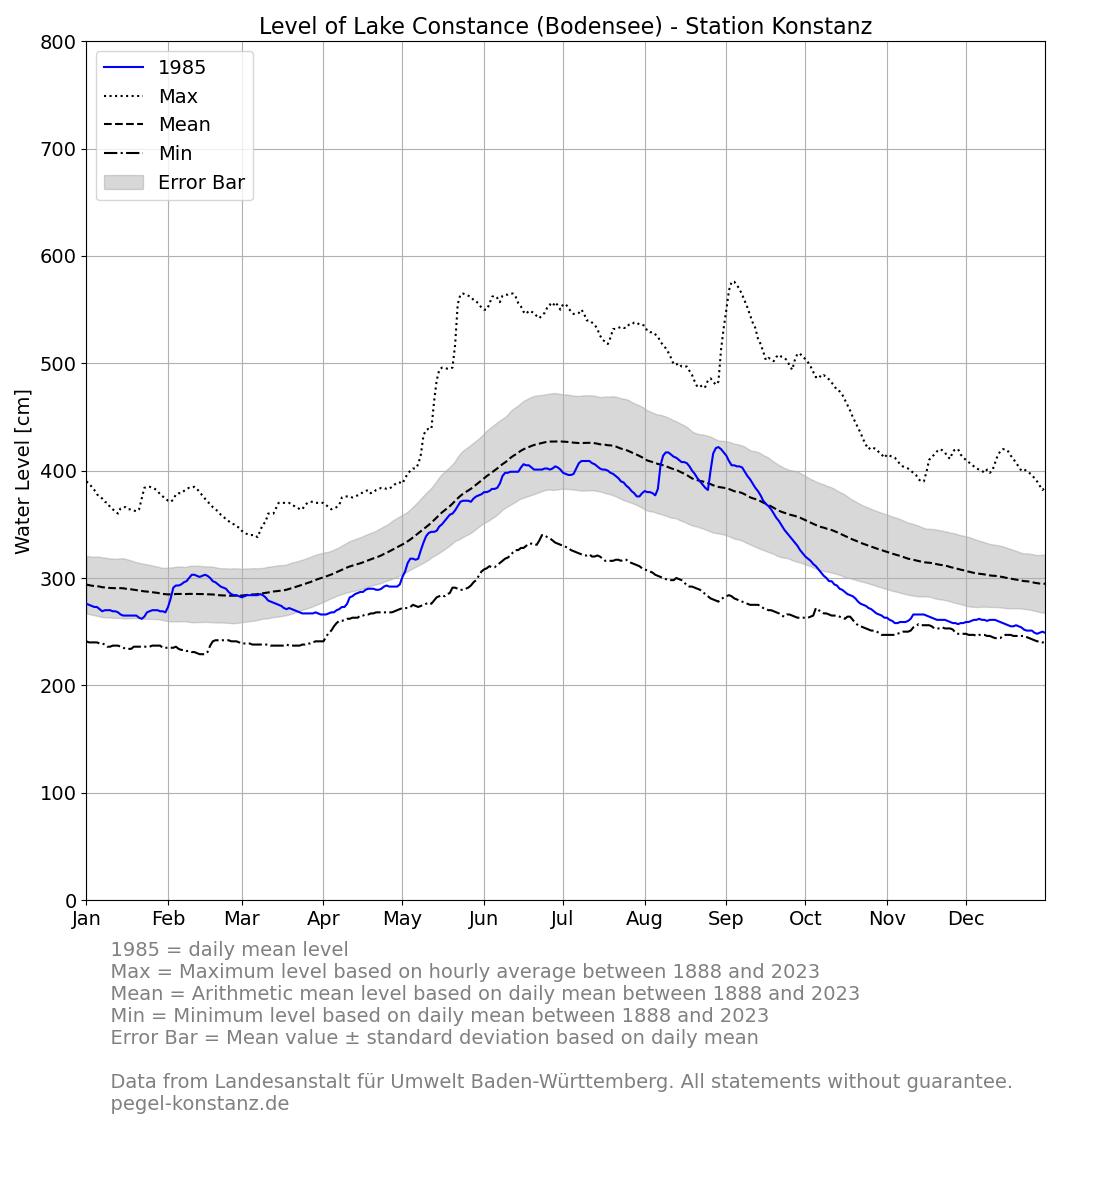 Level of Lake Constance (Bodensee) - Station Konstanz
800
700
600
500
400
300
200
100
0
Water Level [cm]
1985
Max
Mean
Min
Error Bar
Jan Feb Mar Apr May Jun Jul Aug Sep Oct Nov Dec
1985 = daily mean level
Max = Maximum level based on hourly average between 1888 and 2023
Mean = Arithmetic mean level based on daily mean between 1888 and 2023
Min = Minimum level based on daily mean between 1888 and 2023
Error Bar = Mean value ± standard deviation based on daily mean
Data from Landesanstalt für Umwelt Baden-Württemberg. All statements without guarantee.
pegel-konstanz.de